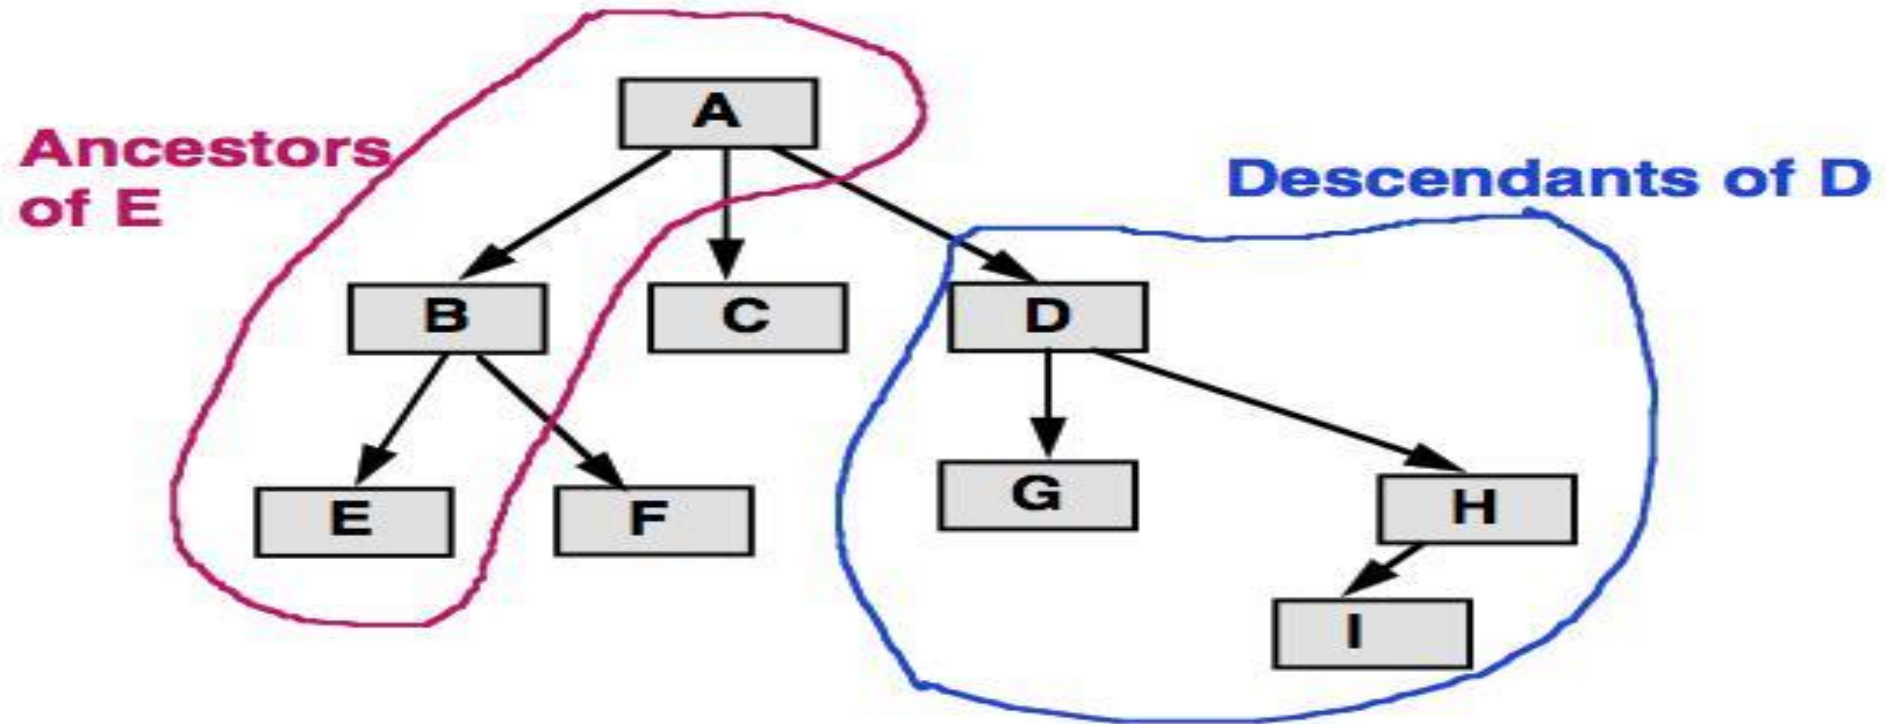 A
Ancestors
of E
Descendants of D
B
C
D
E
F
G
H
I